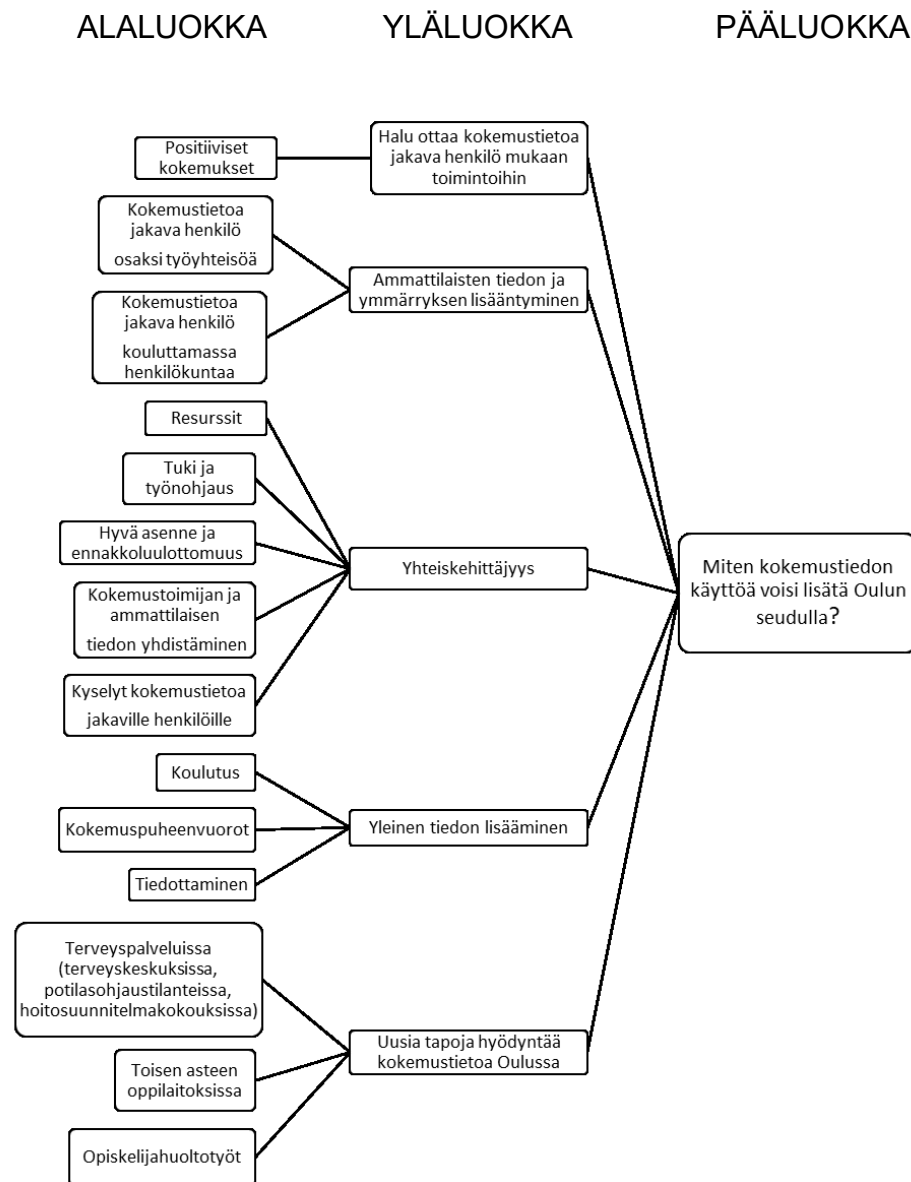 ALALUOKKA
YLÄLUOKKA
PÄÄLUOKKA
Positiiviset
kokemukset
Halu ottaa kokemustietoa
jakava henkilö mukaan
toimintoihin
Kokemustietoa
jakava henkilö
osaksi työyhteisöä
Kokemustietoa
jakava henkilö
kouluttamassa
henkilökuntaa
Ammattilaisten tiedon ja
ymmärryksen lisääntyminen
Resurssit
Tuki ja
työnohjaus
Hyvä asenne ja
ennakkoluulottomuus
Kokemustoimijan ja
ammattilaisen
tiedon yhdistäminen
Kyselyt kokemustietoa
jakaville henkilöille
Yhteiskehittäjyys
Miten kokemustiedon
käyttöä voisi lisätä Oulun
seudulla?
Koulutus
Kokemuspuheenvuorot
Tiedottaminen
Yleinen tiedon lisääminen
Terveyspalveluissa
(terveyskeskuksissa,
potilasohjaustilanteissa,
hoitosuunnitelmakokouksissa)
Toisen asteen
oppilaitoksissa
Opiskelijahuoltotyöt
Uusia tapoja hyödyntää
kokemustietoa Oulussa